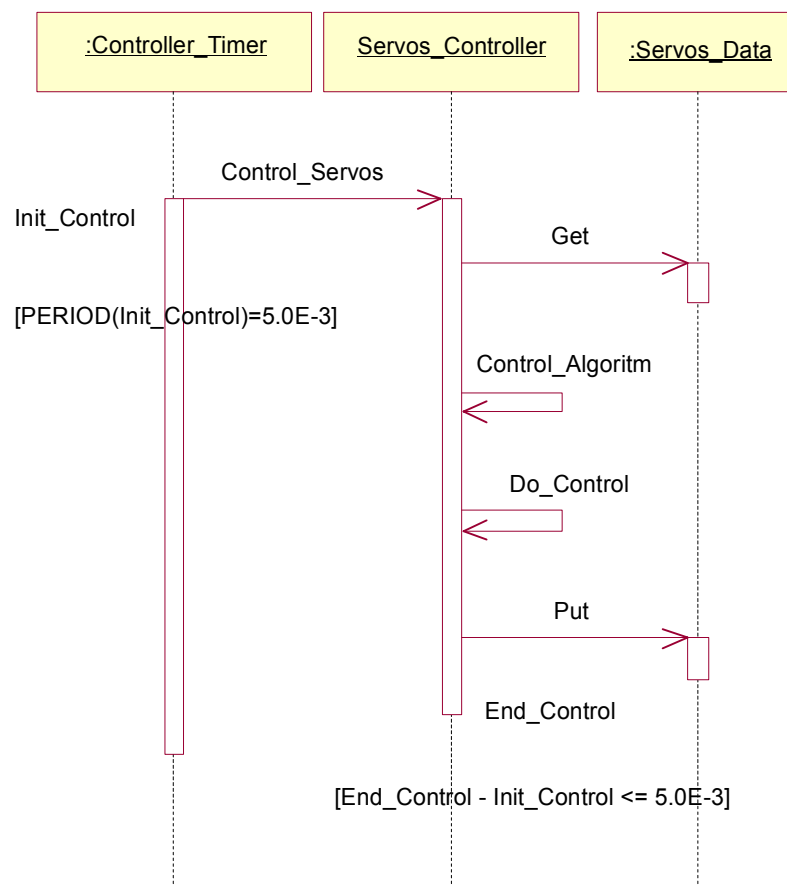 :Controller_Timer
Servos_Controller
:Servos_Data
Control_Servos
Init_Control
Get
[PERIOD(Init_Control)=5.0E-3]
Control_Algoritm
Do_Control
Put
End_Control
[End_Control - Init_Control <= 5.0E-3]